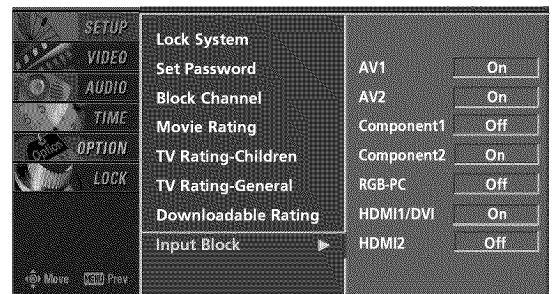 SETUP
VIDEO
AUDIO
TIME
OPTION
LOCK
Move MENU Prev
Lock System
Set Password
Block Channel
Movie Rating
TV Rating-Children
TV Rating-General
Downloadable Rating
Input Block ▶
AV1 On
AV2 On
Component1 Off
Component2 On
RGB-PC Off
HDMI1/DVI On
HDMI2 Off